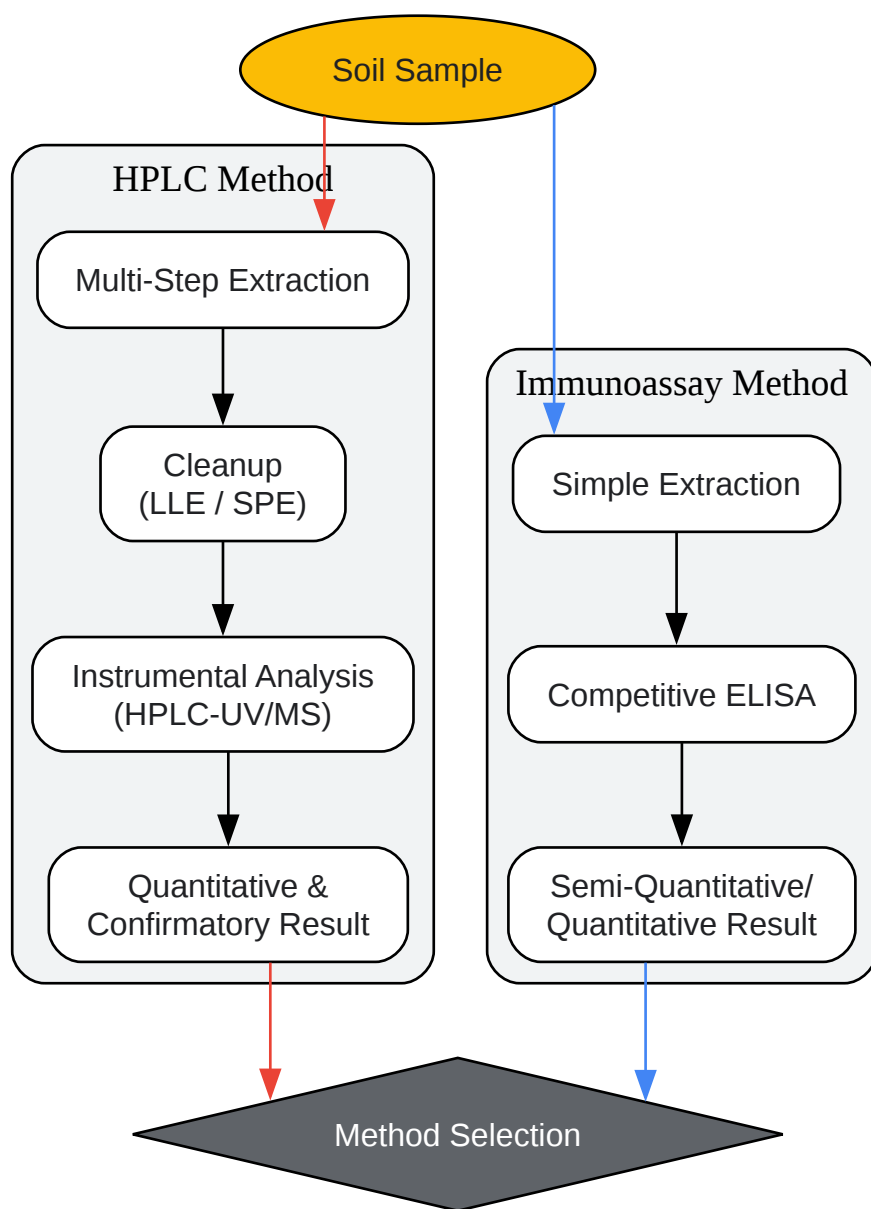 Soil Sample
HPLC Method
Multi-Step Extraction
Cleanup
(LLE / SPE)
Instrumental Analysis
(HPLC-UV/MS)
Quantitative &
Confirmatory Result
Immunoassay Method
Simple Extraction
Competitive ELISA
Semi-Quantitative/
Quantitative Result
Method Selection